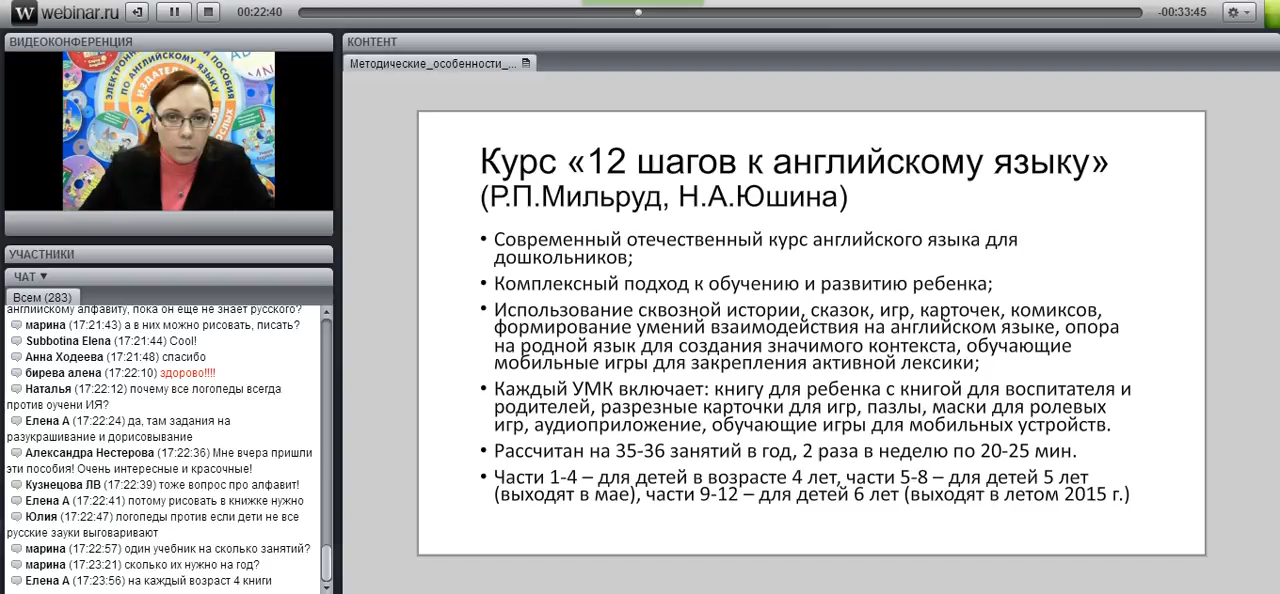 webinar.ru
00:22:40
-00:33:45
ВИДЕОКОНФЕРЕНЦИЯ
ЭЛЕКТРОН
ПОСОБИЯ
ПО АНГЛИЙСКОМУ ЯЗЫКУ
УЧАСТНИКИ
ЧАТ
Всем (283)
английскому алфавиту, пока он еще не знает русского?
марина (17:21:43) а в них можно рисовать, писать?
Subbotina Elena (17:21:44) Cool!
Анна Ходеева (17:21:48) спасибо
бирева алена (17:22:10) здорово!!!!
Наталья (17:22:12) почему все логопеды всегда
против оучени ИЯ?
Елена А (17:22:24) да, там задания на
разукрашивание и дорисовывание
Александра Нестерова (17:22:36) Мне вчера пришли
эти пособия! Очень интересные и красочные!
Кузнецова ЛВ (17:22:39) тоже вопрос про алфавит!
Елена А (17:22:41) потому рисовать в книжке нужно
Юлия (17:22:47) логопеды против если дети не все
русские зауки выговаривают
марина (17:22:57) один учебник на сколько занятий?
марина (17:23:21) сколько их нужно на год?
Елена А (17:23:56) на каждый возраст 4 книги
КОНТЕНТ
Методические_особенности_...
Курс «12 шагов к английскому языку»
(Р.П.Мильруд, Н.А.Юшина)
• Современный отечественный курс английского языка для
дошкольников;
• Комплексный подход к обучению и развитию ребенка;
• Использование сквозной истории, сказок, игр, карточек, комиксов,
формирование умений взаимодействия на английском языке, опора
на родной язык для создания значимого контекста, обучающие
мобильные игры для закрепления активной лексики;
• Каждый УМК включает: книгу для ребенка с книгой для воспитателя и
родителей, разрезные карточки для игр, пазлы, маски для ролевых
игр, аудиоприложение, обучающие игры для мобильных устройств.
• Рассчитан на 35-36 занятий в год, 2 раза в неделю по 20-25 мин.
• Части 1-4 – для детей в возрасте 4 лет, части 5-8 – для детей 5 лет
(выходят в мае), части 9-12 – для детей 6 лет (выходят в летом 2015 г.)